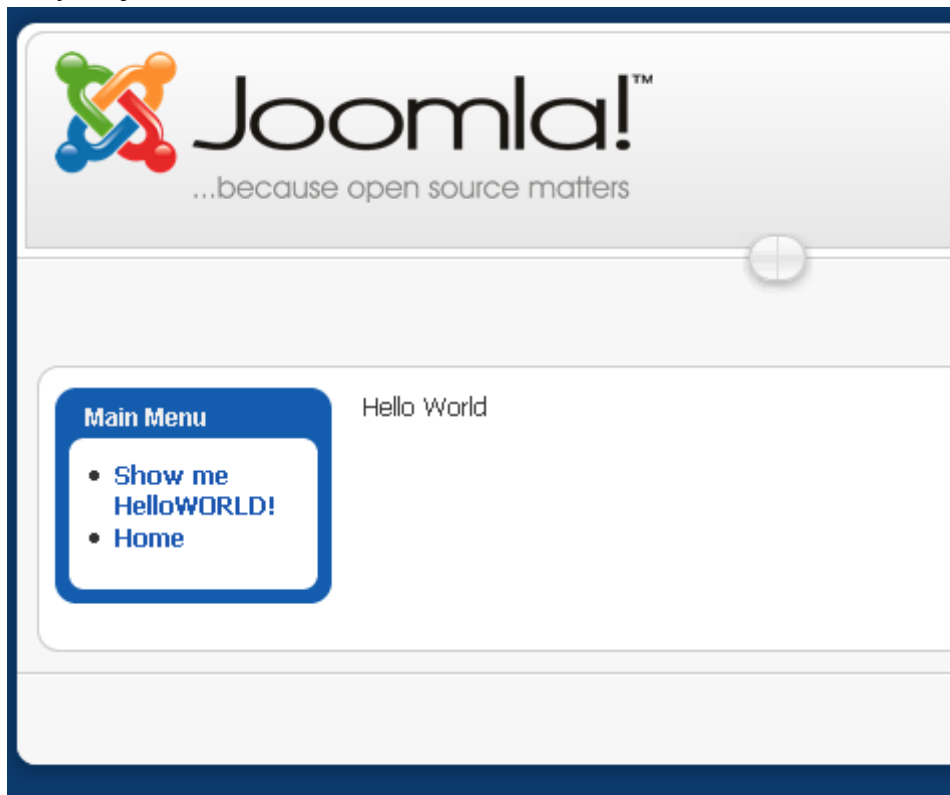 Joomla!™
...because open source matters
Main Menu
Show me
HelloWORLD!
Home
Hello World